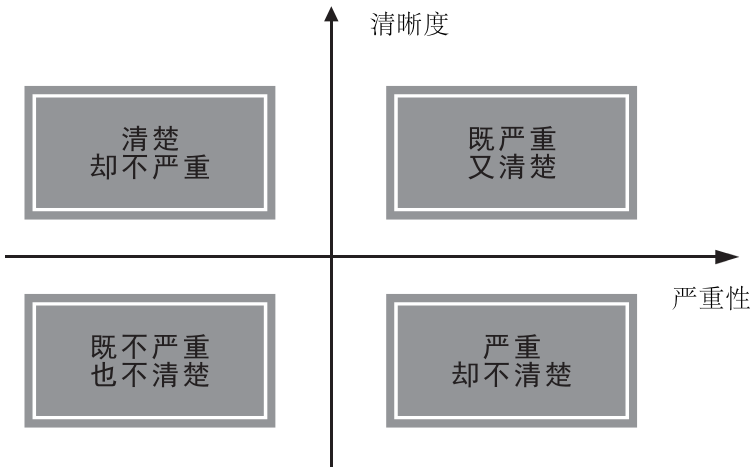 清晰度
清楚
却不严重
既严重
又清楚
严重性
既不严重
也不清楚
严重
却不清楚